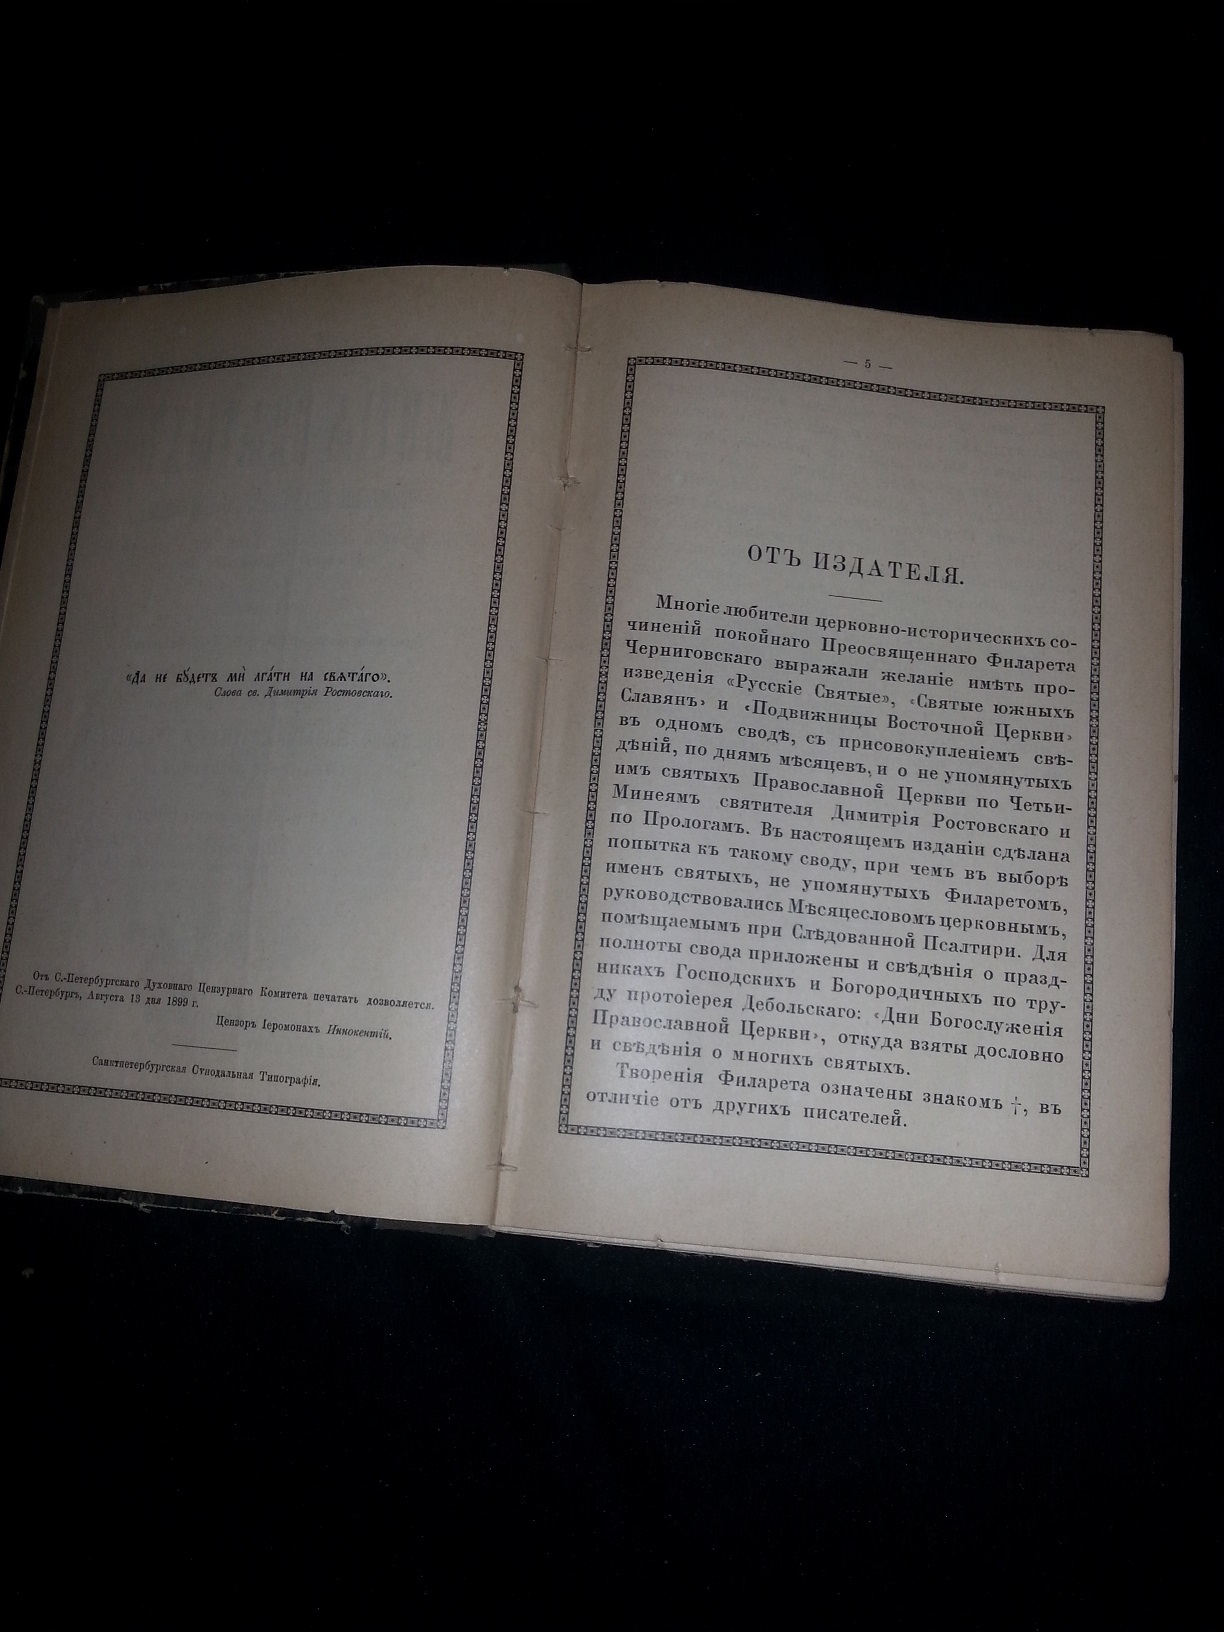 «Да не бꙋдетъ ми̏ лга́ти на свѧта́го».
Слова св. Димитрія Ростовскаго.
Отъ С.-Петербургскаго Духовнаго Цензурнаго Комитета печатать дозволяется.
С.-Петербургъ, Августа 13 дня 1899 г.
Цензоръ Іеромонахъ Иннокентій.
Санктпетербургская Сѵнодальная Типографія.
— 5 —
ОТЪ ИЗДАТЕЛЯ.
Многіе любители церковно-историческихъ со-
чиненій покойнаго Преосвященнаго Филарета
Черниговскаго выражали желаніе имѣть про-
изведенія «Русскіе Святые», «Святые южныхъ
Славянъ» и «Подвижницы Восточной Церкви»
въ одномъ сводѣ, съ присовокупленіемъ свѣ-
дѣній, по днямъ мѣсяцевъ, и о не упомянутыхъ
имъ святыхъ Православной Церкви по Четьи-
Минеямъ святителя Димитрія Ростовскаго и
по Прологамъ. Въ настоящемъ изданіи сдѣлана
попытка къ такому своду, при чемъ въ выборѣ
именъ святыхъ, не упомянутыхъ Филаретомъ,
руководствовались Мѣсяцесловомъ церковнымъ,
помѣщаемымъ при Слѣдованной Псалтири. Для
полноты свода приложены и свѣдѣнія о празд-
никахъ Господскихъ и Богородичныхъ по тру-
ду протоіерея Дебольскаго: «Дни Богослуженія
Православной Церкви», откуда взяты дословно
и свѣдѣнія о многихъ святыхъ.
Творенія Филарета означены знакомъ ☩, въ
отличіе отъ другихъ писателей.